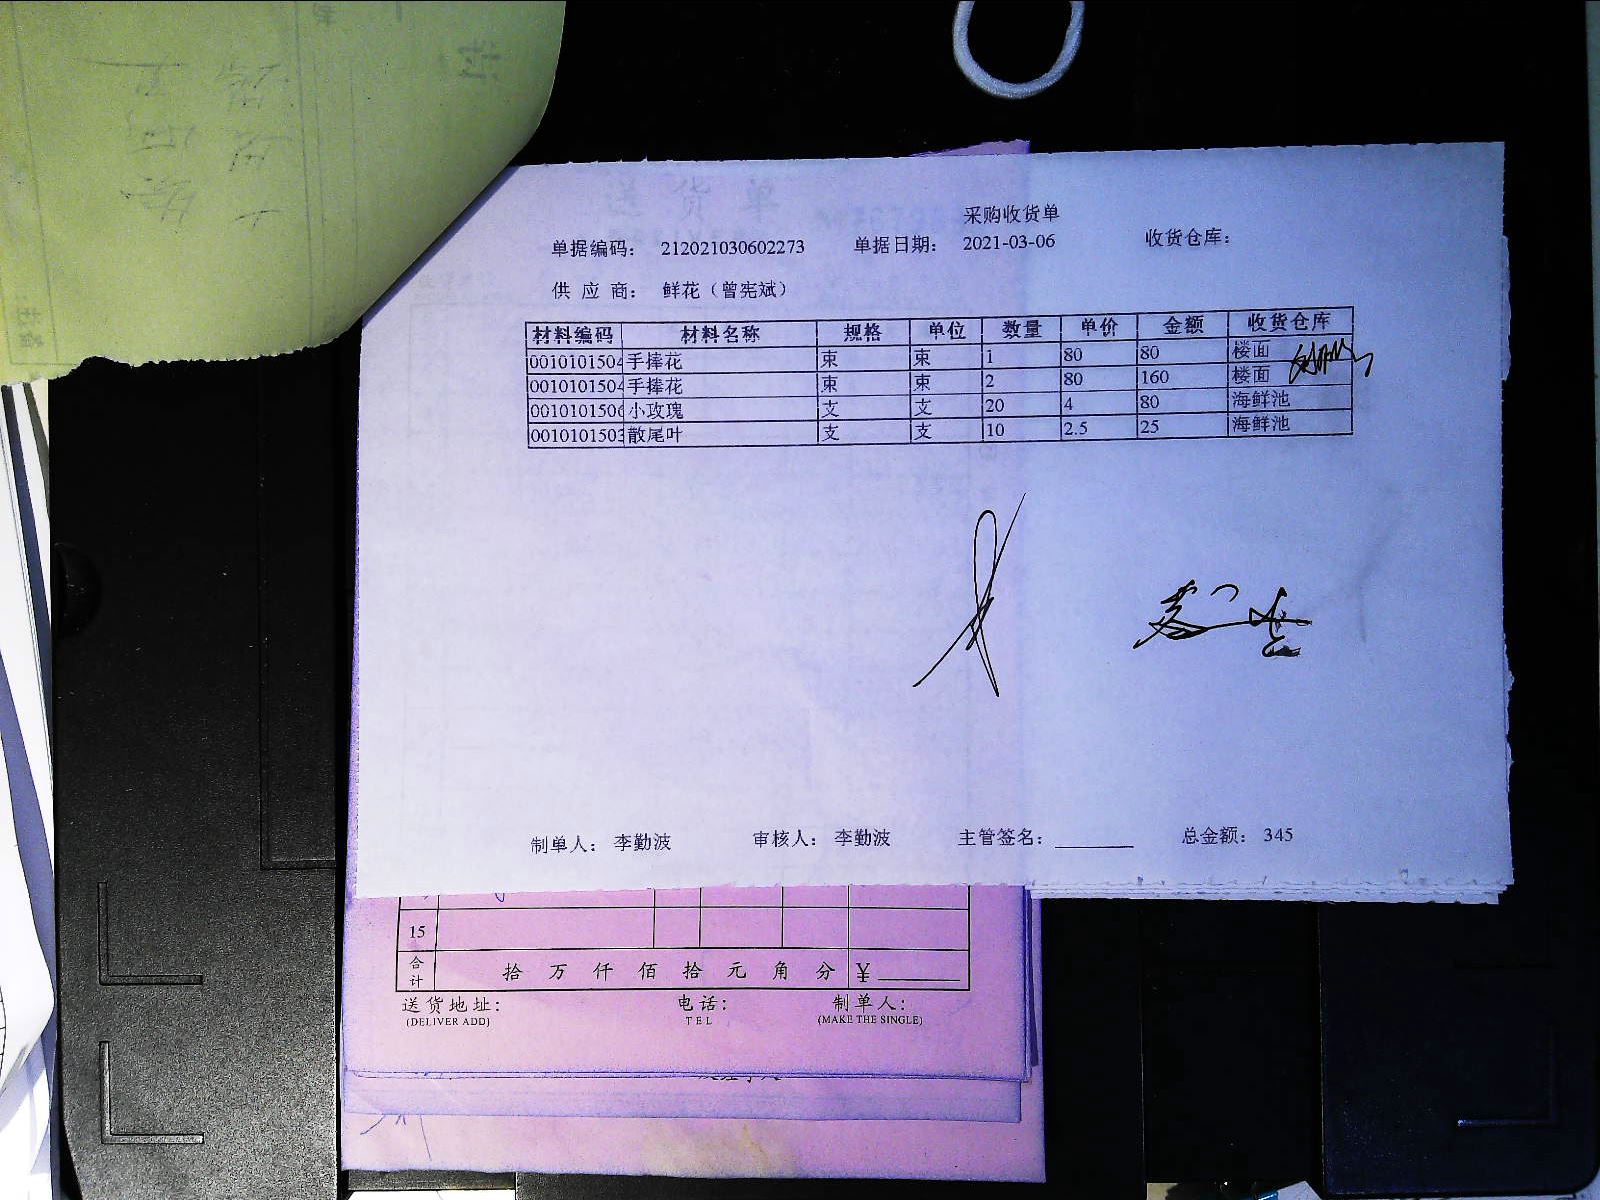 采购收货单
单据编码: 212021030602273 单据日期: 2021-03-06 收货仓库:
供 应 商: 鲜花（曾宪斌）
材料编码 材料名称 规格 单位 数量 单价 金额 收货仓库
0010101504 手捧花 束 束 1 80 80 楼面
0010101504 手捧花 束 束 2 80 160 楼面
0010101506 小玫瑰 支 支 20 4 80 海鲜池
0010101503 散尾叶 支 支 10 2.5 25 海鲜池
制单人: 李勤波 审核人: 李勤波 主管签名: 总金额: 345
15
合计 拾 万 仟 佰 拾 元 角 分 ¥
送货地址: 电话: 制单人:
(DELIVER ADD) TEL (MAKE THE SINGLE)